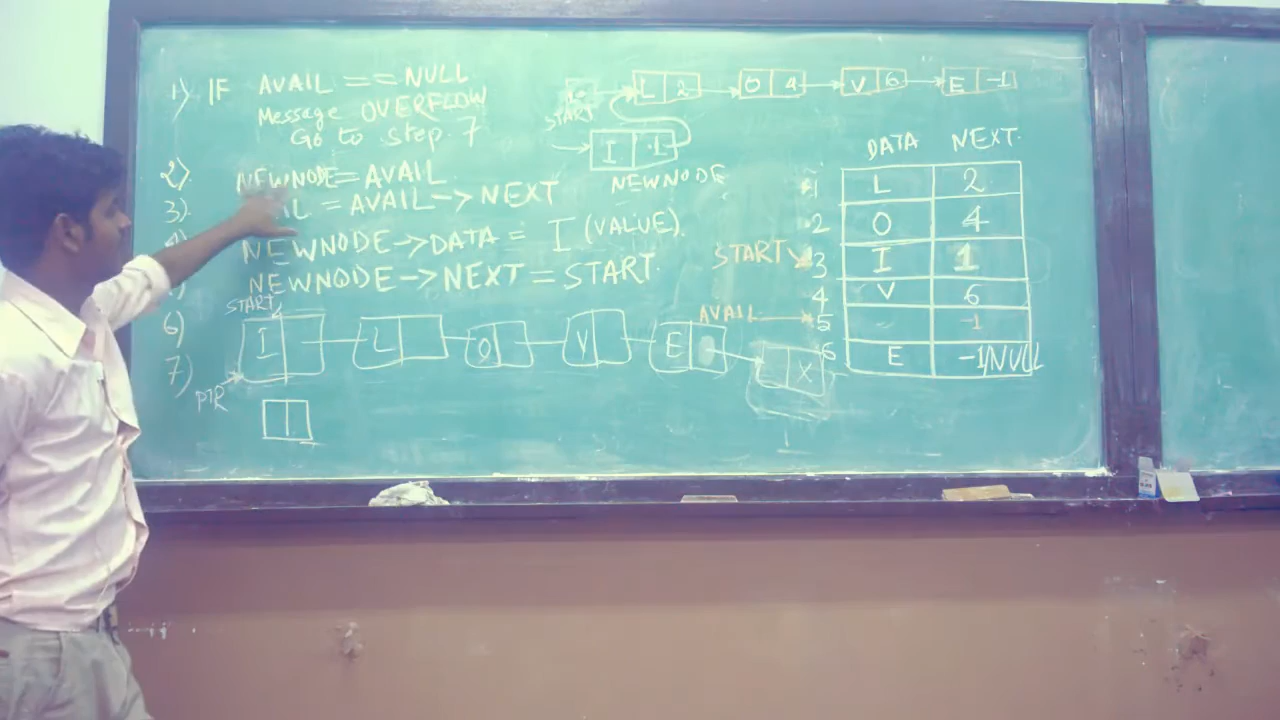 1) IF AVAIL == NULL
Message OVERFLOW
Go to step 7
2) NEWNODE = AVAIL
3) = AVAIL -> NEXT
NEWNODE -> DATA = I (VALUE).
NEWNODE -> NEXT = START.
6)
7)
START
L 2 O 4 V 6 E -1
I .1
NEWNODE
START
I L O V E X
PTR
DATA NEXT
1 L 2
2 O 4
START 3 I 1
4 V 6
AVAIL 5 -1
6 E -1/NULL